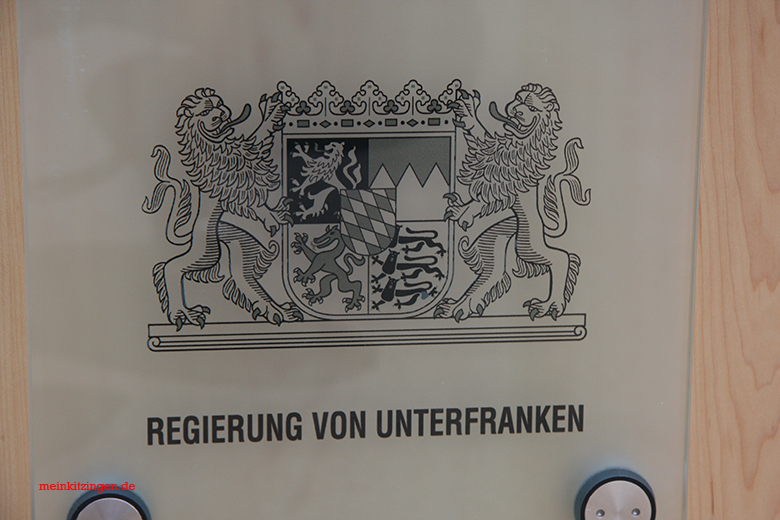 REGIERUNG VON UNTERFRANKEN
meinkitzingen.de